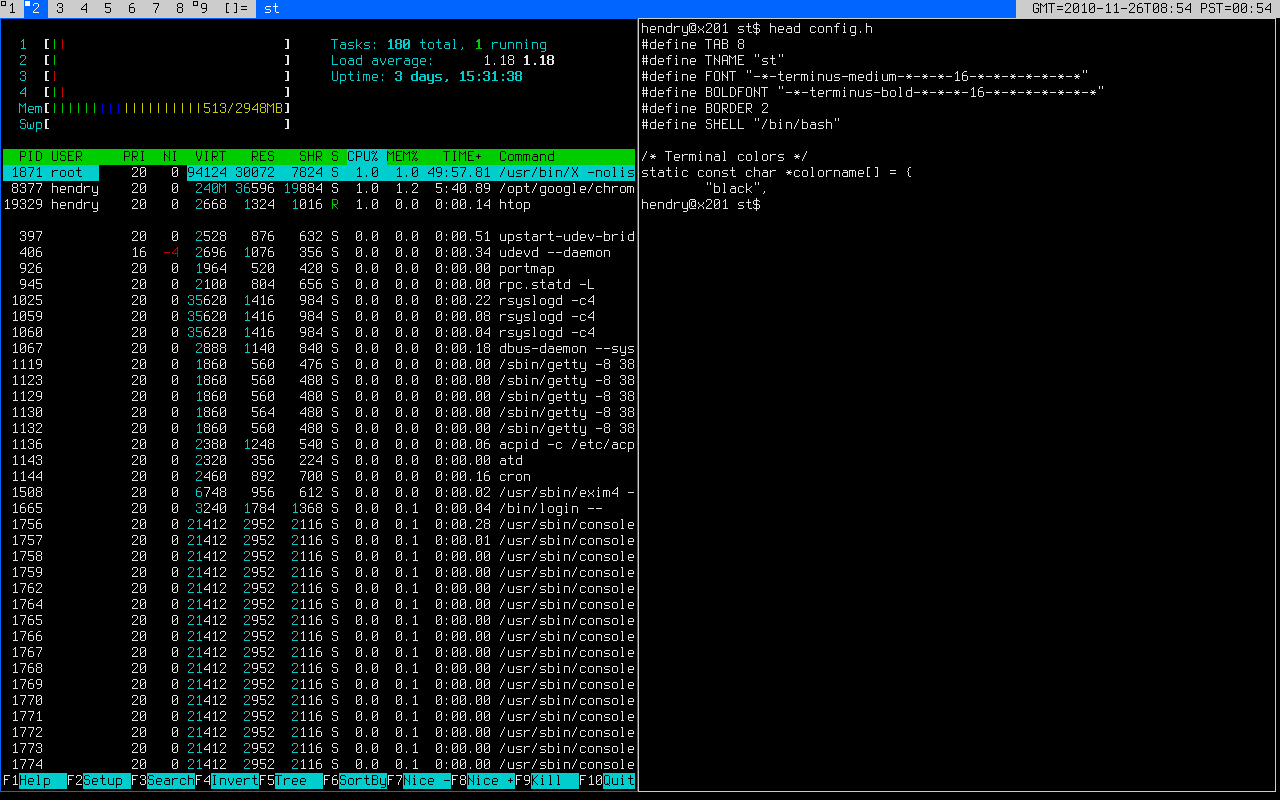 1 2 3 4 5 6 7 8 9 []= st GMT=2010-11-26T08:54 PST=00:54
1 [|| ] Tasks: 180 total, 1 running
2 [| ] Load average: 1.18 1.18
3 [| ] Uptime: 3 days, 15:31:38
4 [|| ]
Mem[|||||||||||||||||||513/2948MB]
Swp[ ]
PID USER PRI NI VIRT RES SHR S CPU% MEM% TIME+ Command
1871 root 20 0 94124 30072 7824 S 1.0 1.0 49:57.81 /usr/bin/X -nolis
8377 hendry 20 0 240M 36596 19884 S 1.0 1.2 5:40.89 /opt/google/chrom
19329 hendry 20 0 2668 1324 1016 R 1.0 0.0 0:00.14 htop
397 20 0 2528 876 632 S 0.0 0.0 0:00.51 upstart-udev-brid
406 16 -4 2696 1076 356 S 0.0 0.0 0:00.34 udevd --daemon
926 20 0 1964 520 420 S 0.0 0.0 0:00.00 portmap
945 20 0 2100 804 656 S 0.0 0.0 0:00.00 rpc.statd -L
1025 20 0 35620 1416 984 S 0.0 0.0 0:00.22 rsyslogd -c4
1059 20 0 35620 1416 984 S 0.0 0.0 0:00.08 rsyslogd -c4
1060 20 0 35620 1416 984 S 0.0 0.0 0:00.04 rsyslogd -c4
1067 20 0 2888 1140 840 S 0.0 0.0 0:00.18 dbus-daemon --sys
1119 20 0 1860 560 476 S 0.0 0.0 0:00.00 /sbin/getty -8 38
1123 20 0 1860 560 480 S 0.0 0.0 0:00.00 /sbin/getty -8 38
1129 20 0 1860 560 480 S 0.0 0.0 0:00.00 /sbin/getty -8 38
1130 20 0 1860 564 480 S 0.0 0.0 0:00.00 /sbin/getty -8 38
1132 20 0 1860 560 480 S 0.0 0.0 0:00.00 /sbin/getty -8 38
1136 20 0 2380 1248 540 S 0.0 0.0 0:00.06 acpid -c /etc/acp
1143 20 0 2320 356 224 S 0.0 0.0 0:00.00 atd
1144 20 0 2460 892 700 S 0.0 0.0 0:00.16 cron
1508 20 0 6748 956 612 S 0.0 0.0 0:00.02 /usr/sbin/exim4 -
1665 20 0 3240 1784 1368 S 0.0 0.1 0:00.04 /bin/login --
1756 20 0 21412 2952 2116 S 0.0 0.1 0:00.28 /usr/sbin/console
1757 20 0 21412 2952 2116 S 0.0 0.1 0:00.01 /usr/sbin/console
1758 20 0 21412 2952 2116 S 0.0 0.1 0:00.00 /usr/sbin/console
1759 20 0 21412 2952 2116 S 0.0 0.1 0:00.00 /usr/sbin/console
1762 20 0 21412 2952 2116 S 0.0 0.1 0:00.00 /usr/sbin/console
1764 20 0 21412 2952 2116 S 0.0 0.1 0:00.00 /usr/sbin/console
1765 20 0 21412 2952 2116 S 0.0 0.1 0:00.00 /usr/sbin/console
1766 20 0 21412 2952 2116 S 0.0 0.1 0:00.00 /usr/sbin/console
1767 20 0 21412 2952 2116 S 0.0 0.1 0:00.00 /usr/sbin/console
1768 20 0 21412 2952 2116 S 0.0 0.1 0:00.00 /usr/sbin/console
1769 20 0 21412 2952 2116 S 0.0 0.1 0:00.00 /usr/sbin/console
1770 20 0 21412 2952 2116 S 0.0 0.1 0:00.00 /usr/sbin/console
1771 20 0 21412 2952 2116 S 0.0 0.1 0:00.00 /usr/sbin/console
1772 20 0 21412 2952 2116 S 0.0 0.1 0:00.00 /usr/sbin/console
1773 20 0 21412 2952 2116 S 0.0 0.1 0:00.00 /usr/sbin/console
1774 20 0 21412 2952 2116 S 0.0 0.1 0:00.00 /usr/sbin/console
F1Help F2Setup F3SearchF4InvertF5Tree F6SortByF7Nice -F8Nice +F9Kill F10Quit
hendry@x201 st$ head config.h
#define TAB 8
#define TNAME "st"
#define FONT "-*-terminus-medium-*-*-*-16-*-*-*-*-*-*-*"
#define BOLDFONT "-*-terminus-bold-*-*-*-16-*-*-*-*-*-*-*"
#define BORDER 2
#define SHELL "/bin/bash"
/* Terminal colors */
static const char *colorname[] = {
"black",
hendry@x201 st$